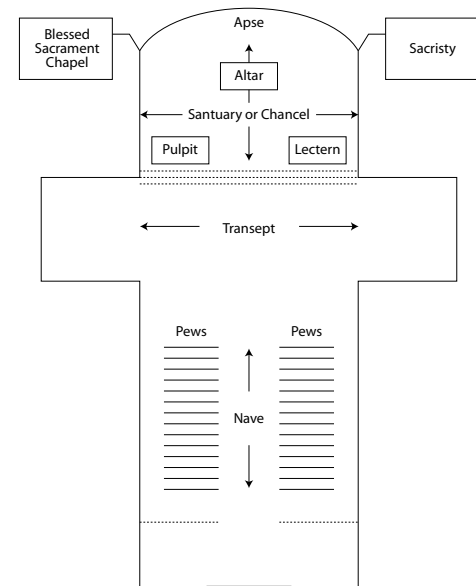 Apse
Blessed
Sacrament
Chapel
Sacristy
Altar
Santuary or Chancel
Pulpit
Lectern
Transept
Pews
Pews
Nave